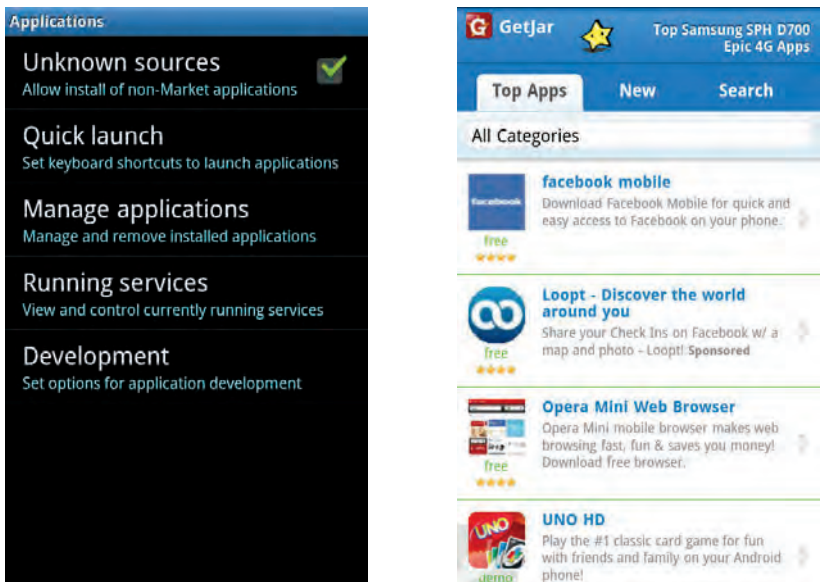 Applications
Unknown sources
Allow install of non-Market applications
Quick launch
Set keyboard shortcuts to launch applications
Manage applications
Manage and remove installed applications
Running services
View and control currently running services
Development
Set options for application development
G GetJar
Top Samsung SPH D700
Epic 4G Apps
Top Apps New Search
All Categories
facebook
facebook mobile
Download Facebook Mobile for quick and
easy access to Facebook on your phone.
free
Loopt - Discover the world
around you
Share your Check Ins on Facebook w/ a
map and photo - Loopt! Sponsored
free
Opera Mini Web Browser
Opera Mini mobile browser makes web
browsing fast, fun & saves you money!
Download free browser.
free
UNO
UNO HD
Play the #1 classic card game for fun
with friends and family on your Android
phone!
demo